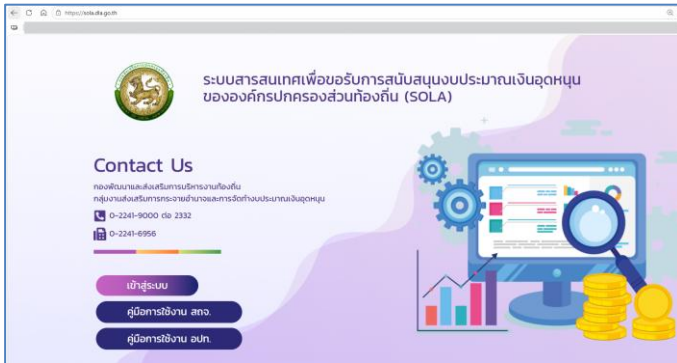 https://sola.dla.go.th
ระบบสารสนเทศเพื่อขอรับการสนับสนุนงบประมาณเงินอุดหนุน
ขององค์กรปกครองส่วนท้องถิ่น (SOLA)
Contact Us
กองพัฒนาและส่งเสริมการบริหารงานท้องถิ่น
กลุ่มงานส่งเสริมการกระจายอำนาจและการจัดทำงบประมาณเงินอุดหนุน
0-2241-9000 ต่อ 2332
0-2241-6956
เข้าสู่ระบบ
คู่มือการใช้งาน สถจ.
คู่มือการใช้งาน อปท.